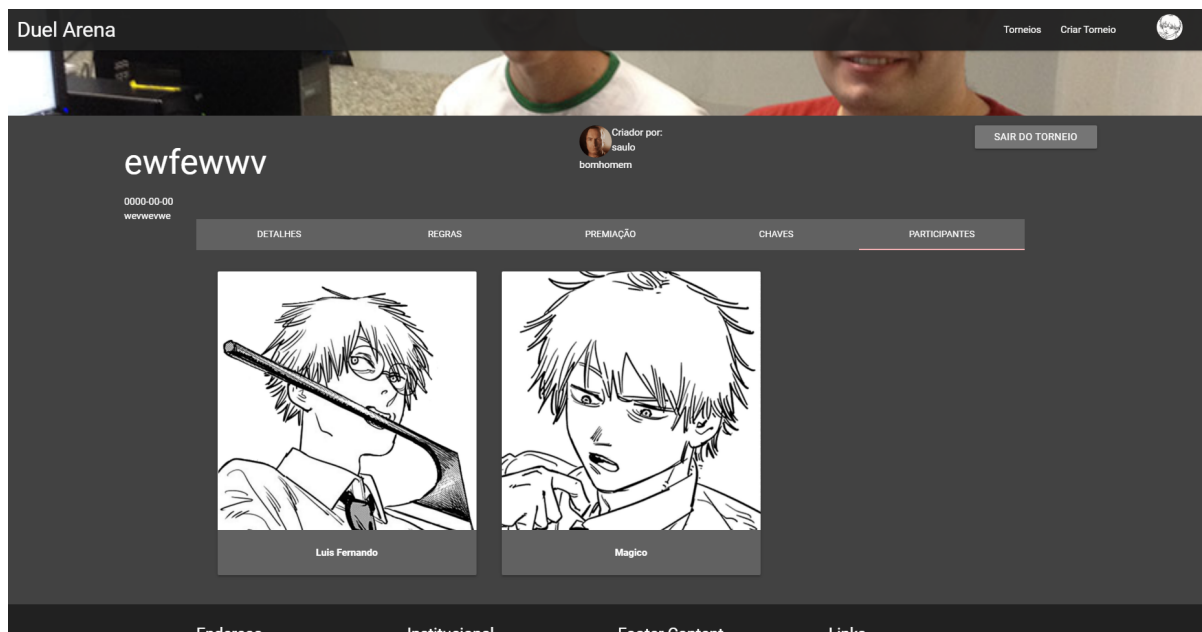 Duel Arena
Torneios
Criar Torneio
Criador por:
saulo
bomhomem
SAIR DO TORNEIO
ewfewwv
0000-00-00
wevwevwe
DETALHES
REGRAS
PREMIAÇÃO
CHAVES
PARTICIPANTES
Luis Fernando
Magico
Endereço
Institucional
Footer Content
Links